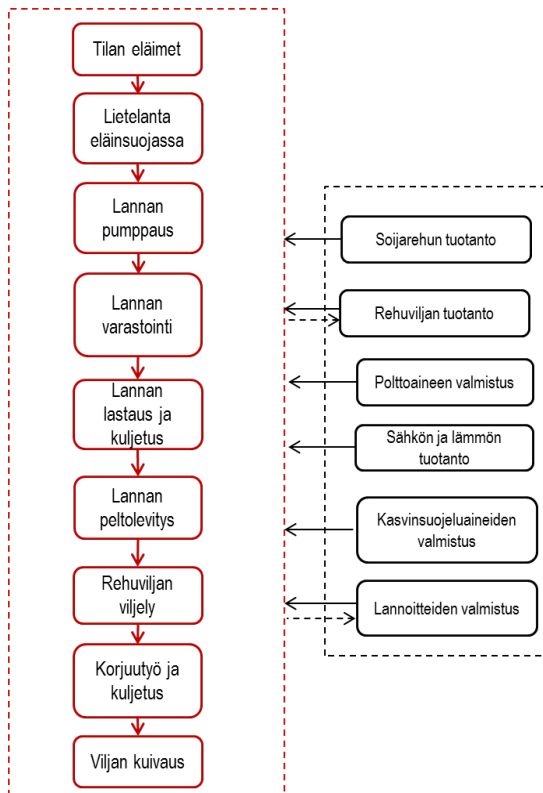 Tilan eläimet
Lietelanta
eläinsuojassa
Lannan
pumppaus
Lannan
varastointi
Lannan
lastaus ja
kuljetus
Lannan
peltolevitys
Rehuviljan
viljely
Korjuutyö ja
kuljetus
Viljan kuivaus
Soijarehun tuotanto
Rehuviljan tuotanto
Polttoaineen valmistus
Sähkön ja lämmön
tuotanto
Kasvinsuojeluaineiden
valmistus
Lannoitteiden valmistus